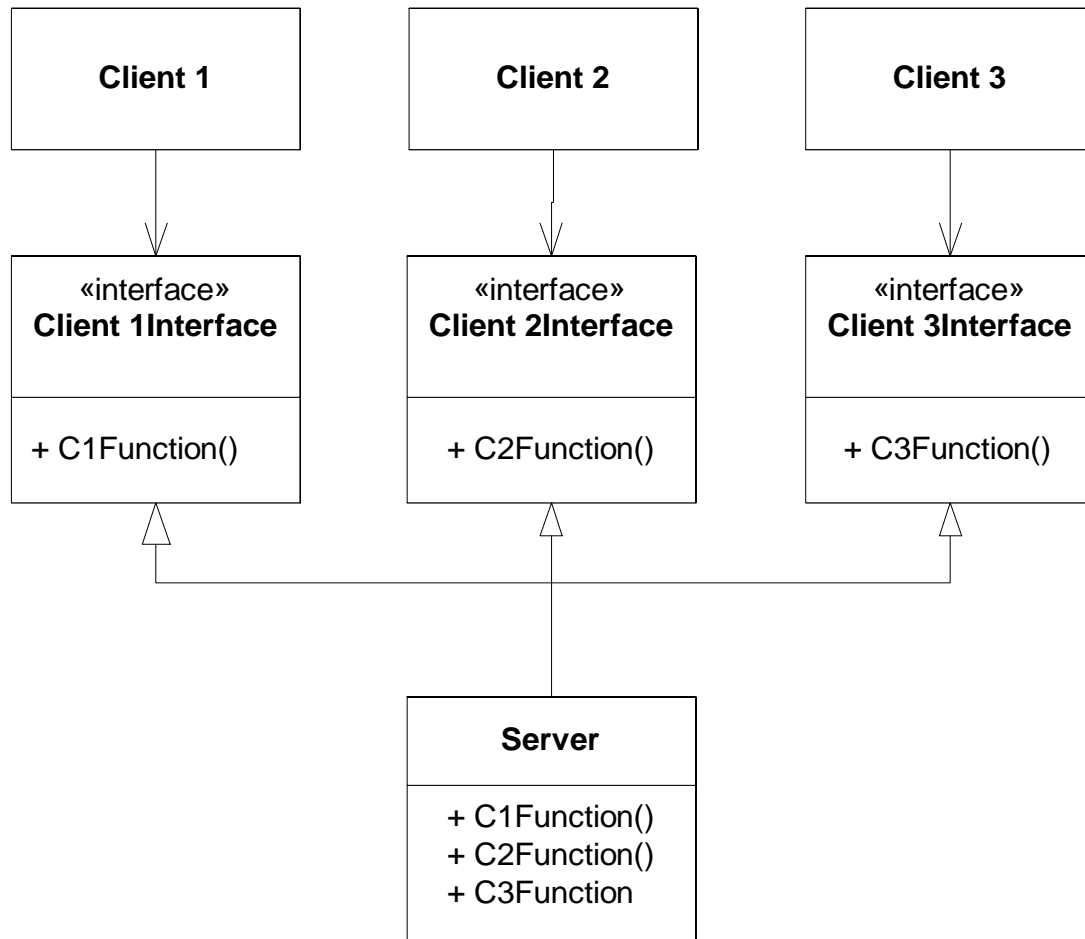 Client 1
Client 2
Client 3
«interface»
Client 1Interface
+ C1Function()
«interface»
Client 2Interface
+ C2Function()
«interface»
Client 3Interface
+ C3Function()
Server
+ C1Function()
+ C2Function()
+ C3Function